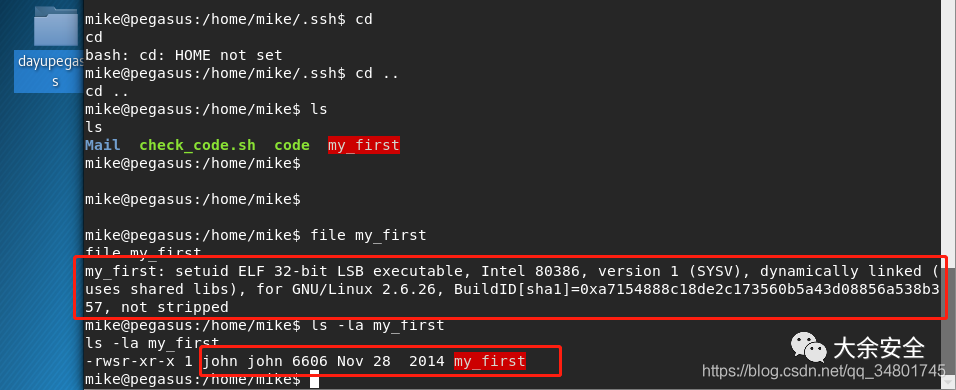 dayupegas
s
mike@pegasus:/home/mike/.ssh$ cd
cd
bash: cd: HOME not set
mike@pegasus:/home/mike/.ssh$ cd ..
cd ..
mike@pegasus:/home/mike$ ls
ls
Mail  check_code.sh  code  my_first
mike@pegasus:/home/mike$
mike@pegasus:/home/mike$
mike@pegasus:/home/mike$ file my_first
file my_first
my_first: setuid ELF 32-bit LSB executable, Intel 80386, version 1 (SYSV), dynamically linked (
uses shared libs), for GNU/Linux 2.6.26, BuildID[sha1]=0xa7154888c18de2c173560b5a43d08856a538b3
57, not stripped
mike@pegasus:/home/mike$ ls -la my_first
ls -la my_first
-rwsr-xr-x 1 john john 6606 Nov 28  2014 my_first
mike@pegasus:/home/mike$
大余安全
https://blog.csdn.net/qq_34801745